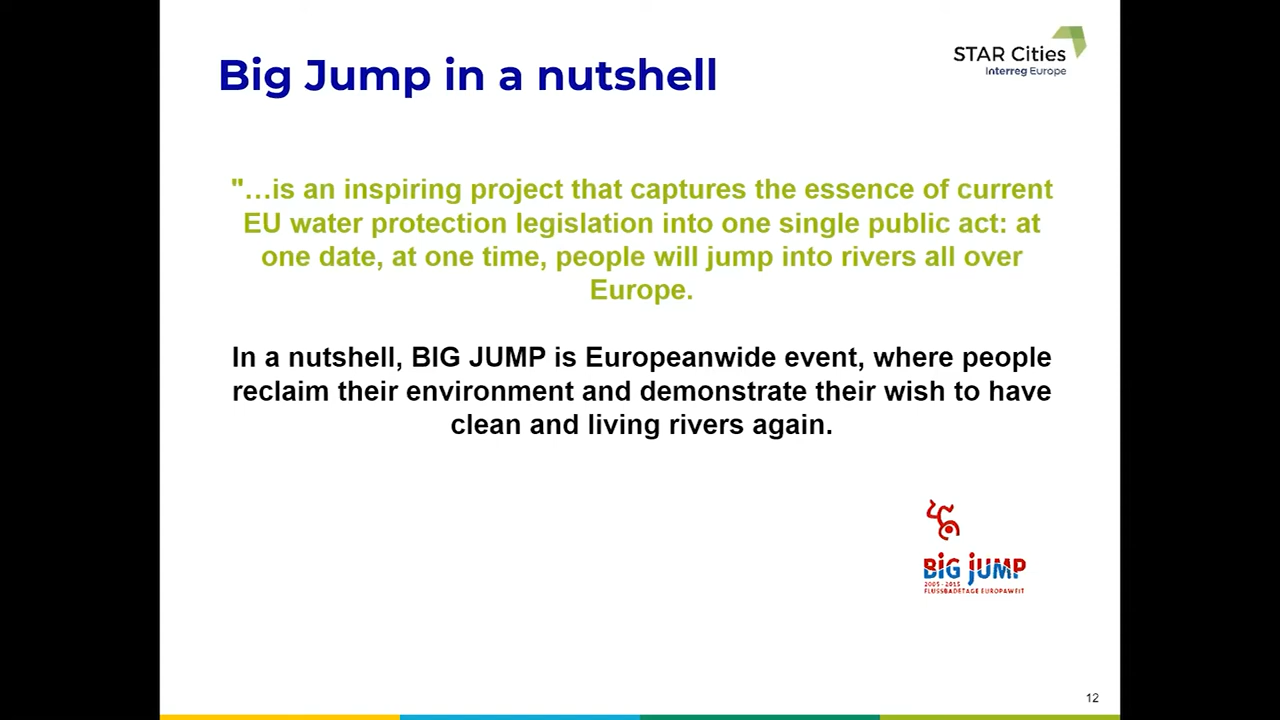 Big Jump in a nutshell
STAR Cities
Interreg Europe
"…is an inspiring project that captures the essence of current
EU water protection legislation into one single public act: at
one date, at one time, people will jump into rivers all over
Europe.
In a nutshell, BIG JUMP is Europeanwide event, where people
reclaim their environment and demonstrate their wish to have
clean and living rivers again.
BiG jUMP
2005 - 2015
FLUSSBADETAGE EUROPAWEIT
12